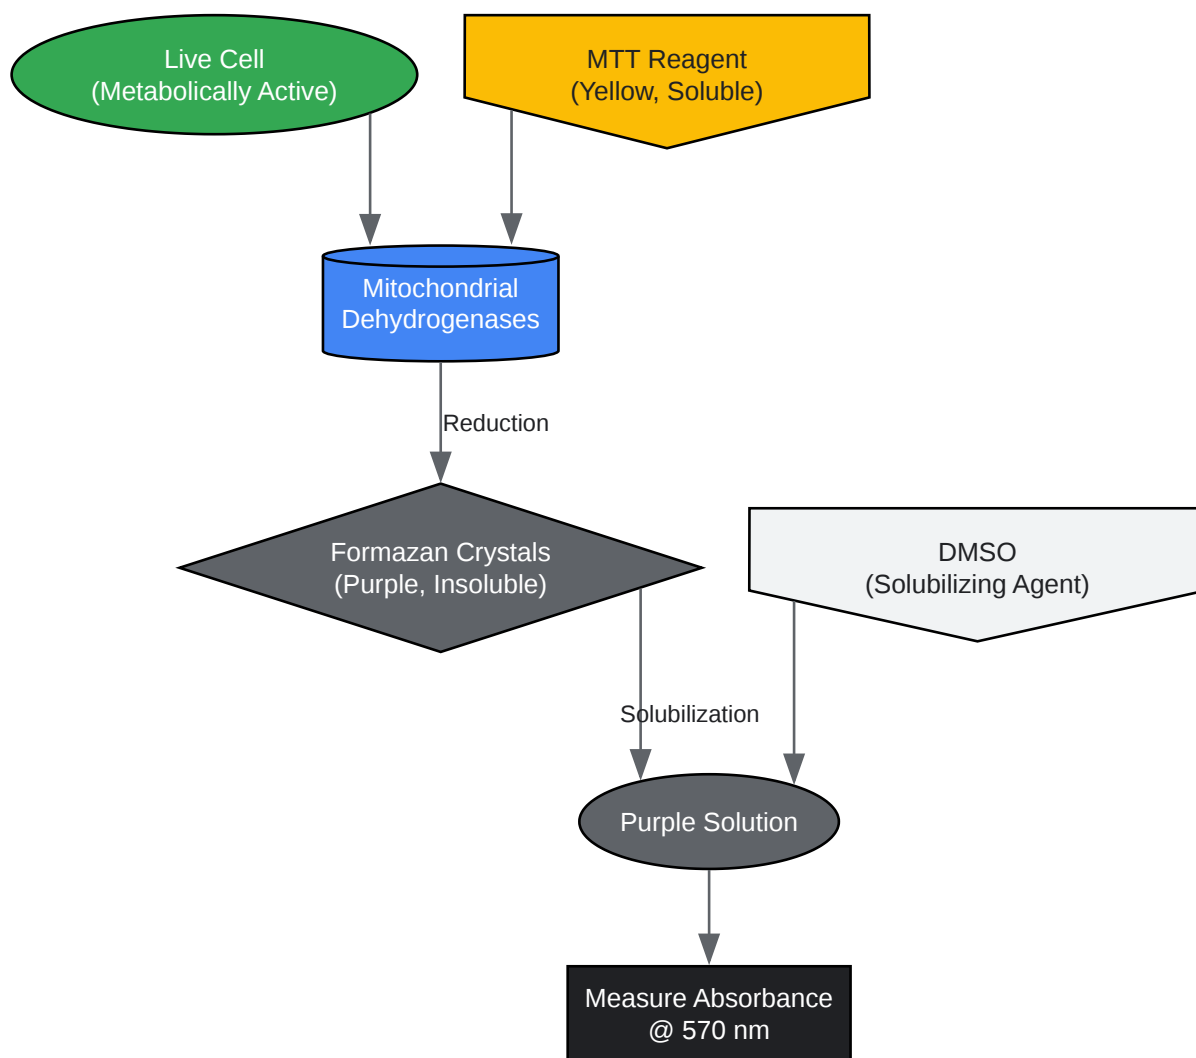 Live Cell
(Metabolically Active)
MTT Reagent
(Yellow, Soluble)
Mitochondrial
Dehydrogenases
Reduction
Formazan Crystals
(Purple, Insoluble)
DMSO
(Solubilizing Agent)
Solubilization
Purple Solution
Measure Absorbance
@ 570 nm